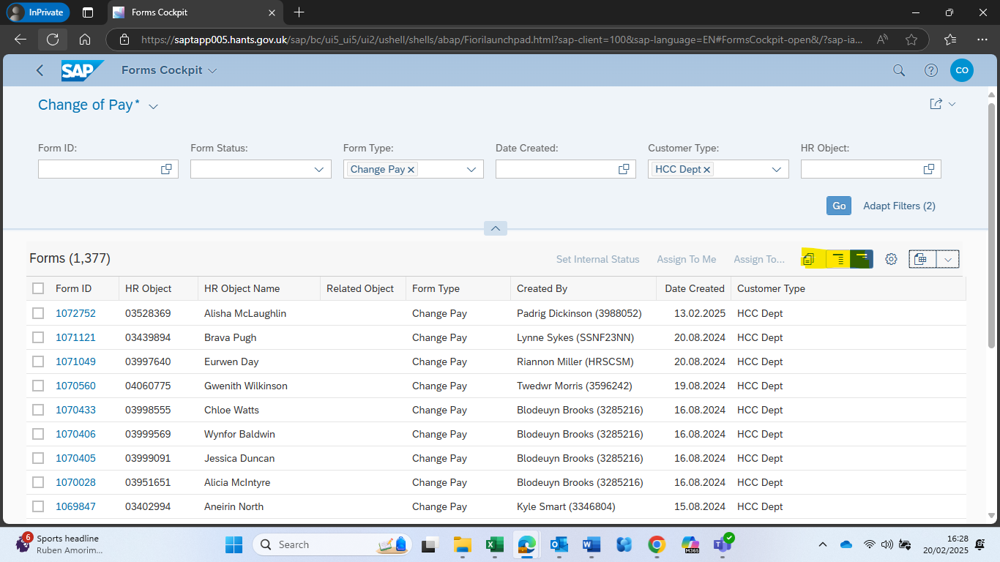 InPrivate
Forms Cockpit
https://saptapp005.hants.gov.uk/sap/bc/ui5_ui5/ui2/ushell/shells/abap/Fiorilaunchpad.html?sap-client=100&sap-language=EN#FormsCockpit-open&/?sap-ia...
SAP Forms Cockpit CO
Change of Pay*
Form ID: Form Status: Form Type: Date Created: Customer Type: HR Object:
Change Pay HCC Dept
Go Adapt Filters (2)
Forms (1,377) Set Internal Status Assign To Me Assign To...
Form ID HR Object HR Object Name Related Object Form Type Created By Date Created Customer Type
1072752 03528369 Alisha McLaughlin Change Pay Padrig Dickinson (3988052) 13.02.2025 HCC Dept
1071121 03439894 Brava Pugh Change Pay Lynne Sykes (SSNF23NN) 20.08.2024 HCC Dept
1071049 03997640 Eurwen Day Change Pay Riannon Miller (HRSCSM) 20.08.2024 HCC Dept
1070560 04060775 Gwenith Wilkinson Change Pay Twedwr Morris (3596242) 19.08.2024 HCC Dept
1070433 03998555 Chloe Watts Change Pay Blodeuyn Brooks (3285216) 16.08.2024 HCC Dept
1070406 03999569 Wynfor Baldwin Change Pay Blodeuyn Brooks (3285216) 16.08.2024 HCC Dept
1070405 03999091 Jessica Duncan Change Pay Blodeuyn Brooks (3285216) 16.08.2024 HCC Dept
1070028 03951651 Alicia McIntyre Change Pay Blodeuyn Brooks (3285216) 16.08.2024 HCC Dept
1069847 03402994 Aneirin North Change Pay Kyle Smart (3346804) 15.08.2024 HCC Dept
6 Sports headline
Ruben Amorim...
Search
M365
16:28
20/02/2025